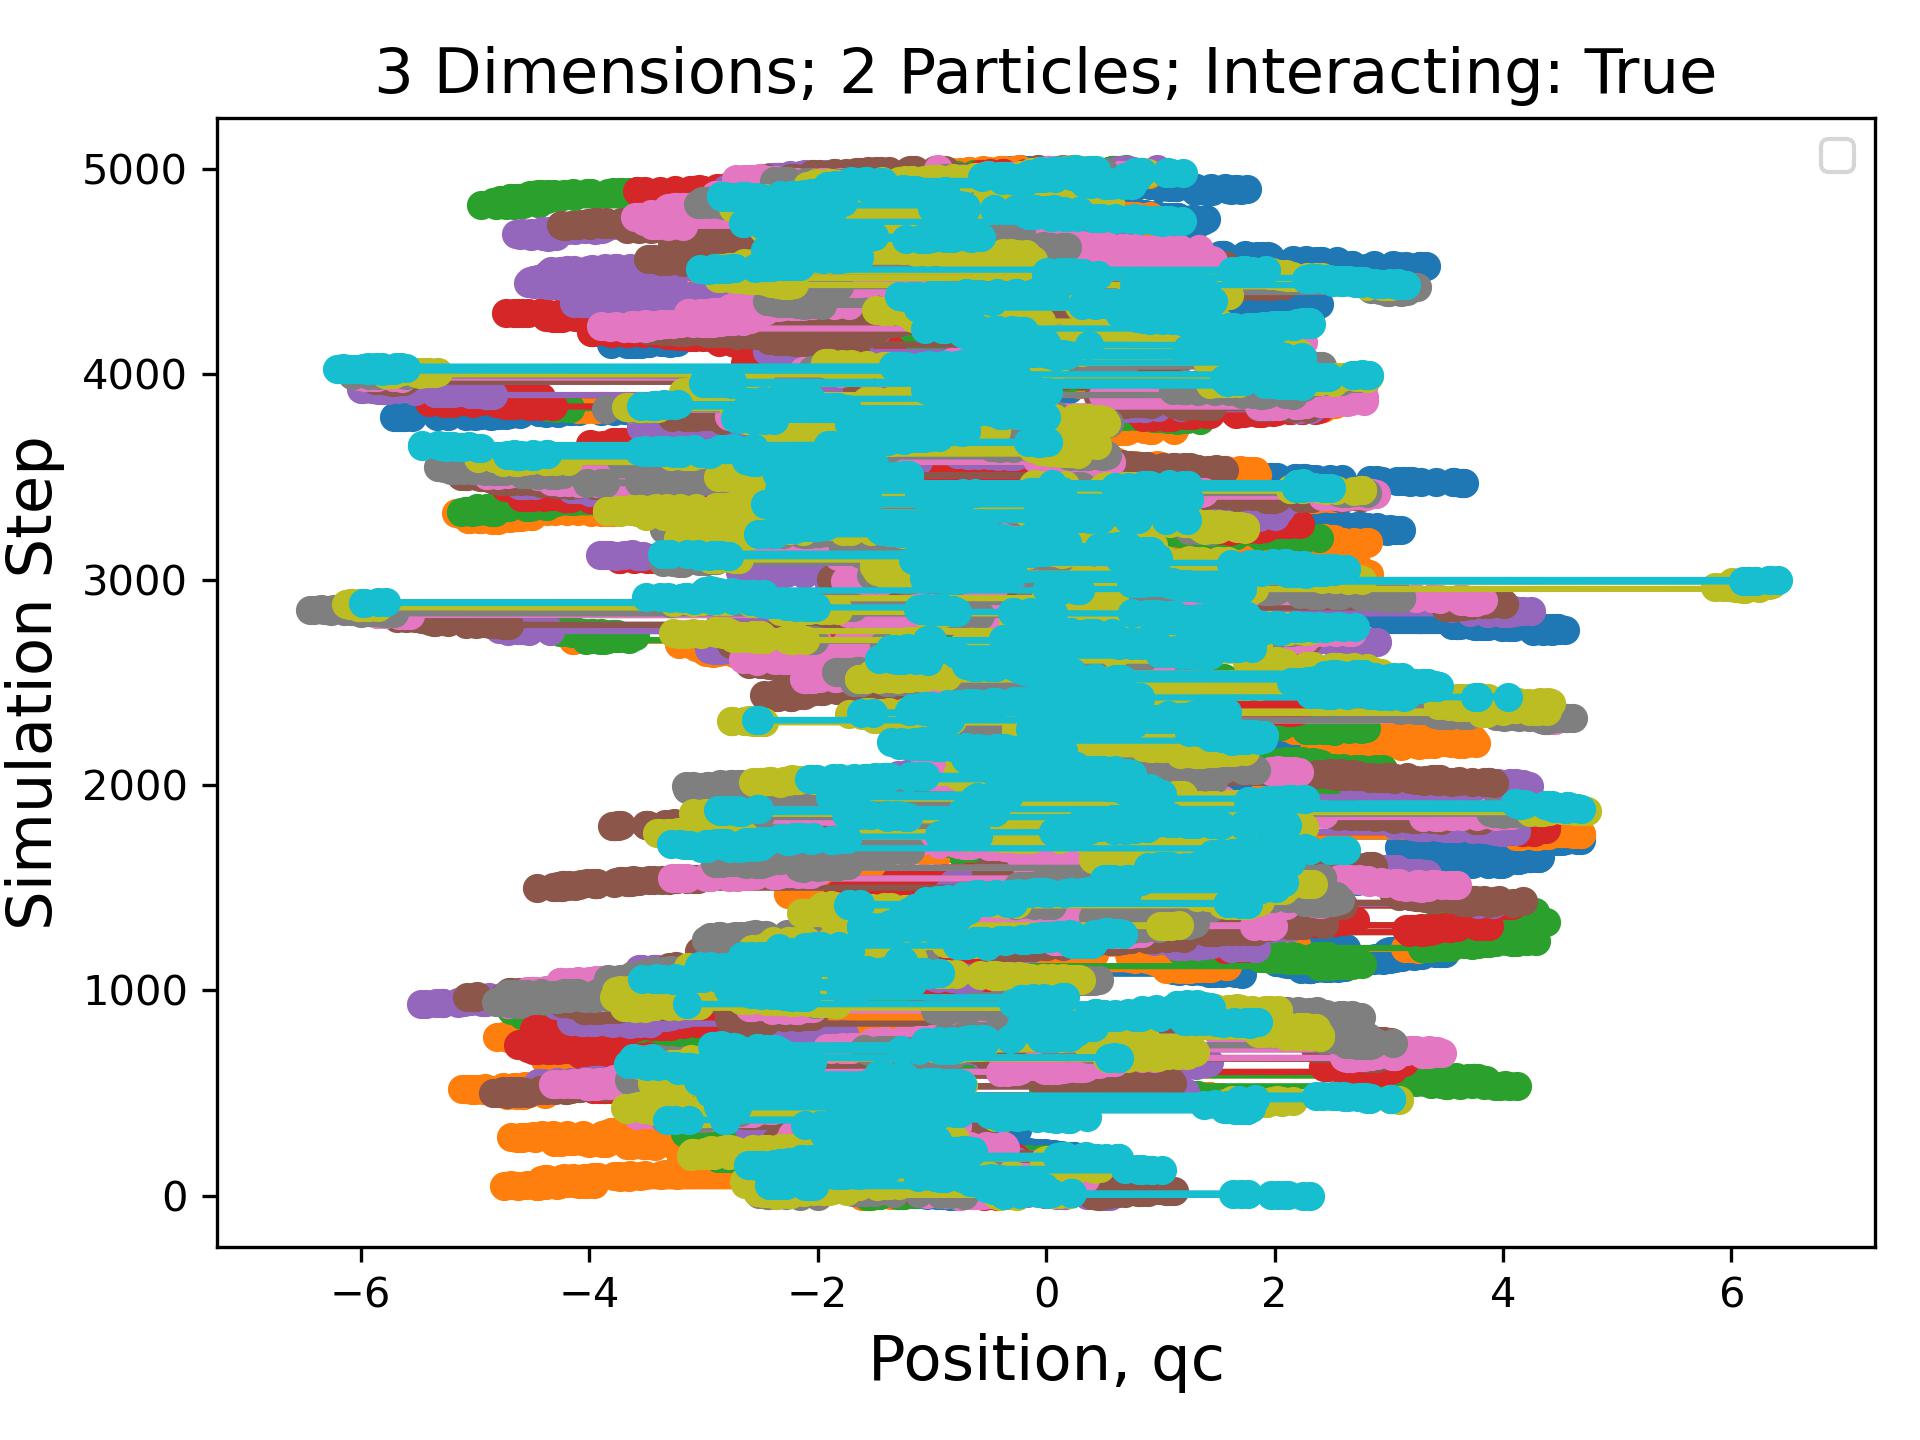 3 Dimensions; 2 Particles; Interacting: True
Simulation Step
5000
4000
3000
2000
1000
0
−6 −4 −2 0 2 4 6
Position, qc